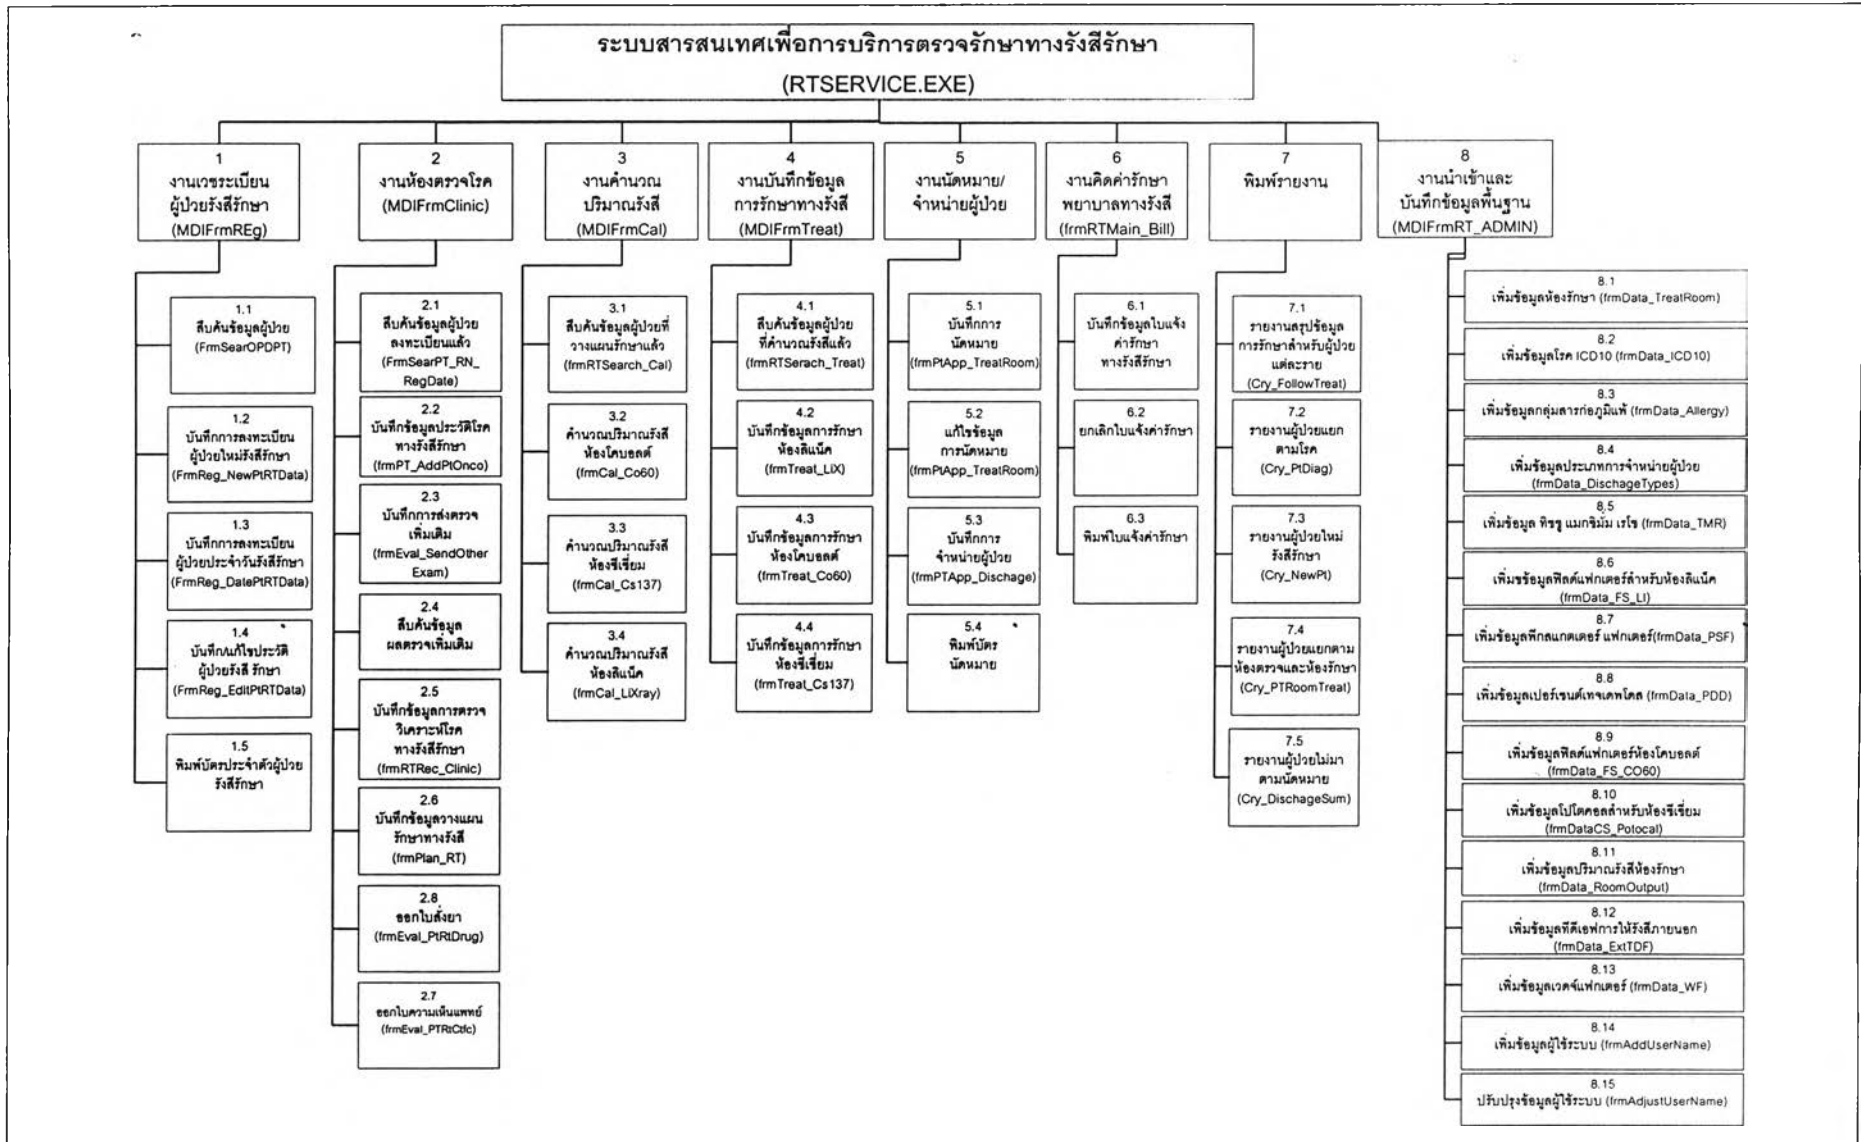 ระบบสารสนเทศเพื่อการบริการตรวจรักษาทางรังสีรักษา
(RTSERVICE.EXE)
1
งานเวชระเบียน
ผู้ป่วยรังสีรักษา
(MDIFrmREg)
2
งานห้องตรวจโรค
(MDIFrmClinic)
3
งานคำนวณ
ปริมาณรังสี
(MDIFrmCal)
4
งานบันทึกข้อมูล
การรักษาทางรังสี
(MDIFrmTreat)
5
งานนัดหมาย/
จำหน่ายผู้ป่วย
6
งานคิดค่ารักษา
พยาบาลทางรังสี
(frmRTMain_Bill)
7
พิมพ์รายงาน
8
งานนำเข้าและ
บันทึกข้อมูลพื้นฐาน
(MDIFrmRT_ADMIN)
1.1
สืบค้นข้อมูลผู้ป่วย
(FrmSearOPDPT)
1.2
บันทึกการลงทะเบียน
ผู้ป่วยใหม่รังสีรักษา
(FrmReg_NewPtRTData)
1.3
บันทึกการลงทะเบียน
ผู้ป่วยประจำวันรังสีรักษา
(FrmReg_DatePtRTData)
1.4
บันทึก/แก้ไขประวัติ
ผู้ป่วยรังสี รักษา
(FrmReg_EditPtRTData)
1.5
พิมพ์บัตรประจำตัวผู้ป่วย
รังสีรักษา
2.1
สืบค้นข้อมูลผู้ป่วย
ลงทะเบียนแล้ว
(FrmSearPT_RN_
RegDate)
2.2
บันทึกข้อมูลประวัติโรค
ทางรังสีรักษา
(frmPT_AddPtOnco)
2.3
บันทึกการส่งตรวจ
เพิ่มเติม
(frmEval_SendOther
Exam)
2.4
สืบค้นข้อมูล
ผลตรวจเพิ่มเติม
2.5
บันทึกข้อมูลการตรวจ
วิเคราะห์โรค
ทางรังสีรักษา
(frmRTRec_Clinic)
2.6
บันทึกข้อมูลวางแผน
รักษาทางรังสี
(frmPlan_RT)
2.8
ออกใบสั่งยา
(frmEval_PtRtDrug)
2.7
ออกใบความเห็นแพทย์
(frmEval_PTRtCtfc)
3.1
สืบค้นข้อมูลผู้ป่วยที่
วางแผนรักษาแล้ว
(frmRTSearch_Cal)
3.2
คำนวณปริมาณรังสี
ห้องโคบอลต์
(frmCal_Co60)
3.3
คำนวณปริมาณรังสี
ห้องซีเซี่ยม
(frmCal_Cs137)
3.4
คำนวณปริมาณรังสี
ห้องลิแน็ค
(frmCal_LiXray)
4.1
สืบค้นข้อมูลผู้ป่วย
ที่คำนวณรังสีแล้ว
(frmRTSerach_Treat)
4.2
บันทึกข้อมูลการรักษา
ห้องลิแน็ค
(frmTreat_LiX)
4.3
บันทึกข้อมูลการรักษา
ห้องโคบอลต์
(frmTreat_Co60)
4.4
บันทึกข้อมูลการรักษา
ห้องซีเซี่ยม
(frmTreat_Cs137)
5.1
บันทึกการ
นัดหมาย
(frmPtApp_TreatRoom)
5.2
แก้ไขข้อมูล
การนัดหมาย
(frmPtApp_TreatRoom)
5.3
บันทึกการ
จำหน่ายผู้ป่วย
(frmPTApp_Dischage)
5.4
พิมพ์บัตร
นัดหมาย
6.1
บันทึกข้อมูลใบแจ้ง
ค่ารักษา
ทางรังสีรักษา
6.2
ยกเลิกใบแจ้งค่ารักษา
6.3
พิมพ์ใบแจ้งค่ารักษา
7.1
รายงานสรุปข้อมูล
การรักษาสำหรับผู้ป่วย
แต่ละราย
(Cry_FollowTreat)
7.2
รายงานผู้ป่วยแยก
ตามโรค
(Cry_PtDiag)
7.3
รายงานผู้ป่วยใหม่
รังสีรักษา
(Cry_NewPt)
7.4
รายงานผู้ป่วยแยกตาม
ห้องตรวจและห้องรักษา
(Cry_PTRoomTreat)
7.5
รายงานผู้ป่วยไม่มา
ตามนัดหมาย
(Cry_DischageSum)
8.1
เพิ่มข้อมูลห้องรักษา (frmData_TreatRoom)
8.2
เพิ่มข้อมูลโรค ICD10 (frmData_ICD10)
8.3
เพิ่มข้อมูลกลุ่มสารก่อภูมิแพ้ (frmData_Allergy)
8.4
เพิ่มข้อมูลประเภทการจำหน่ายผู้ป่วย
(frmData_DischageTypes)
8.5
เพิ่มข้อมูล ทิชชู แมกซิมั่ม เรโช (frmData_TMR)
8.6
เพิ่มขข้อมูลฟิลด์แฟกเตอร์สำหรับห้องลิแน็ค
(frmData_FS_LI)
8.7
เพิ่มข้อมูลพีกสแกตเตอร์ แฟกเตอร์(frmData_PSF)
8.8
เพิ่มข้อมูลเปอร์เซนต์เทจเดพโดส (frmData_PDD)
8.9
เพิ่มข้อมูลฟิลด์แฟกเตอร์ห้องโคบอลต์
(frmData_FS_CO60)
8.10
เพิ่มข้อมูลโปโตคอลสำหรับห้องซีเซี่ยม
(frmDataCS_Potocal)
8.11
เพิ่มข้อมูลปริมาณรังสีห้องรักษา
(frmData_RoomOutput)
8.12
เพิ่มข้อมูลทีดีเอฟการให้รังสีภายนอก
(frmData_ExtTDF)
8.13
เพิ่มข้อมูลเวดจ์แฟกเตอร์ (frmData_WF)
8.14
เพิ่มข้อมูลผู้ใช้ระบบ (frmAddUserName)
8.15
ปรับปรุงข้อมูลผู้ใช้ระบบ (frmAdjustUserName)